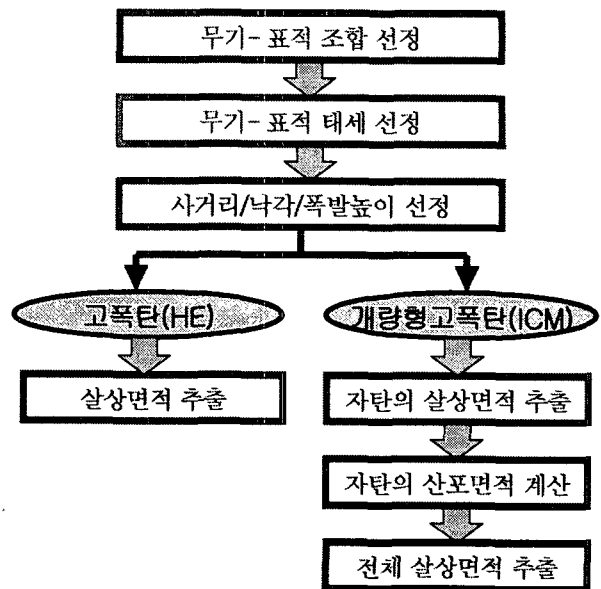 무기-표적 조합 선정
무기-표적 태세 선정
사거리/낙각/폭발높이 선정
고폭탄(HE)
개량형고폭탄(ICM)
살상면적 추출
자탄의 살상면적 추출
자탄의 산포면적 계산
전체 살상면적 추출